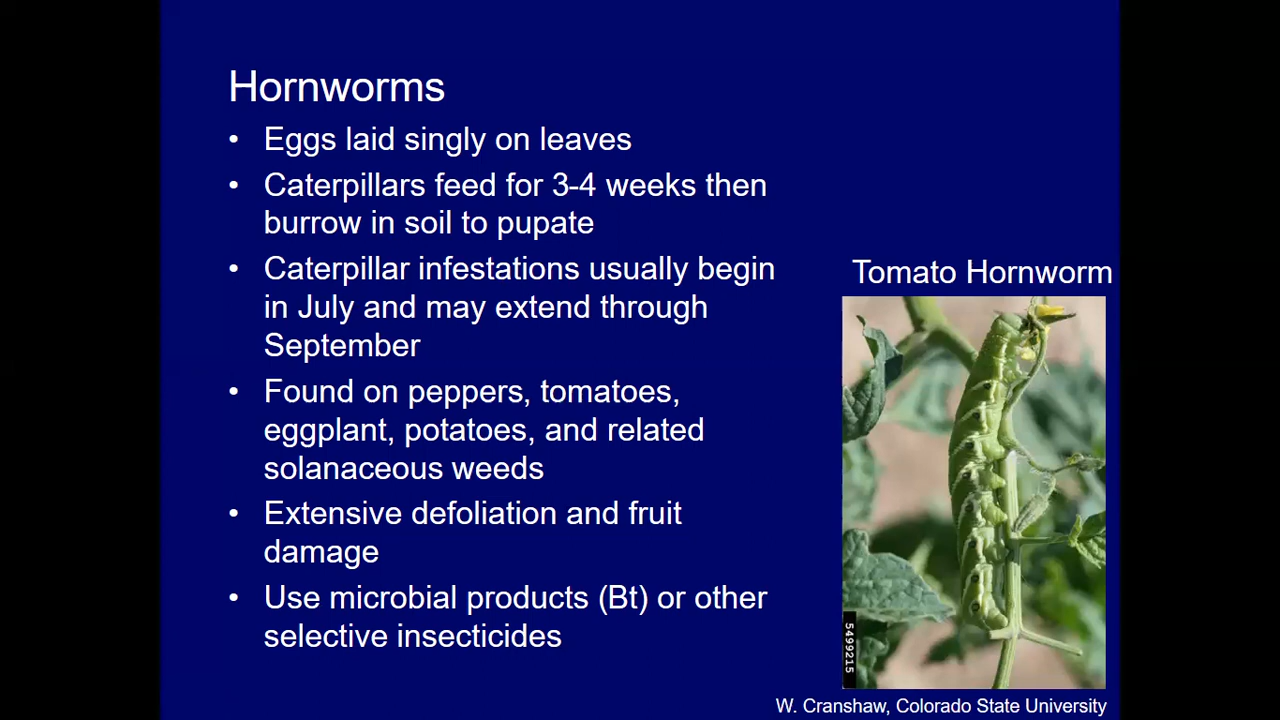 Hornworms
• Eggs laid singly on leaves
• Caterpillars feed for 3-4 weeks then
burrow in soil to pupate
• Caterpillar infestations usually begin
in July and may extend through
September
• Found on peppers, tomatoes,
eggplant, potatoes, and related
solanaceous weeds
• Extensive defoliation and fruit
damage
• Use microbial products (Bt) or other
selective insecticides
Tomato Hornworm
5499215
W. Cranshaw, Colorado State University